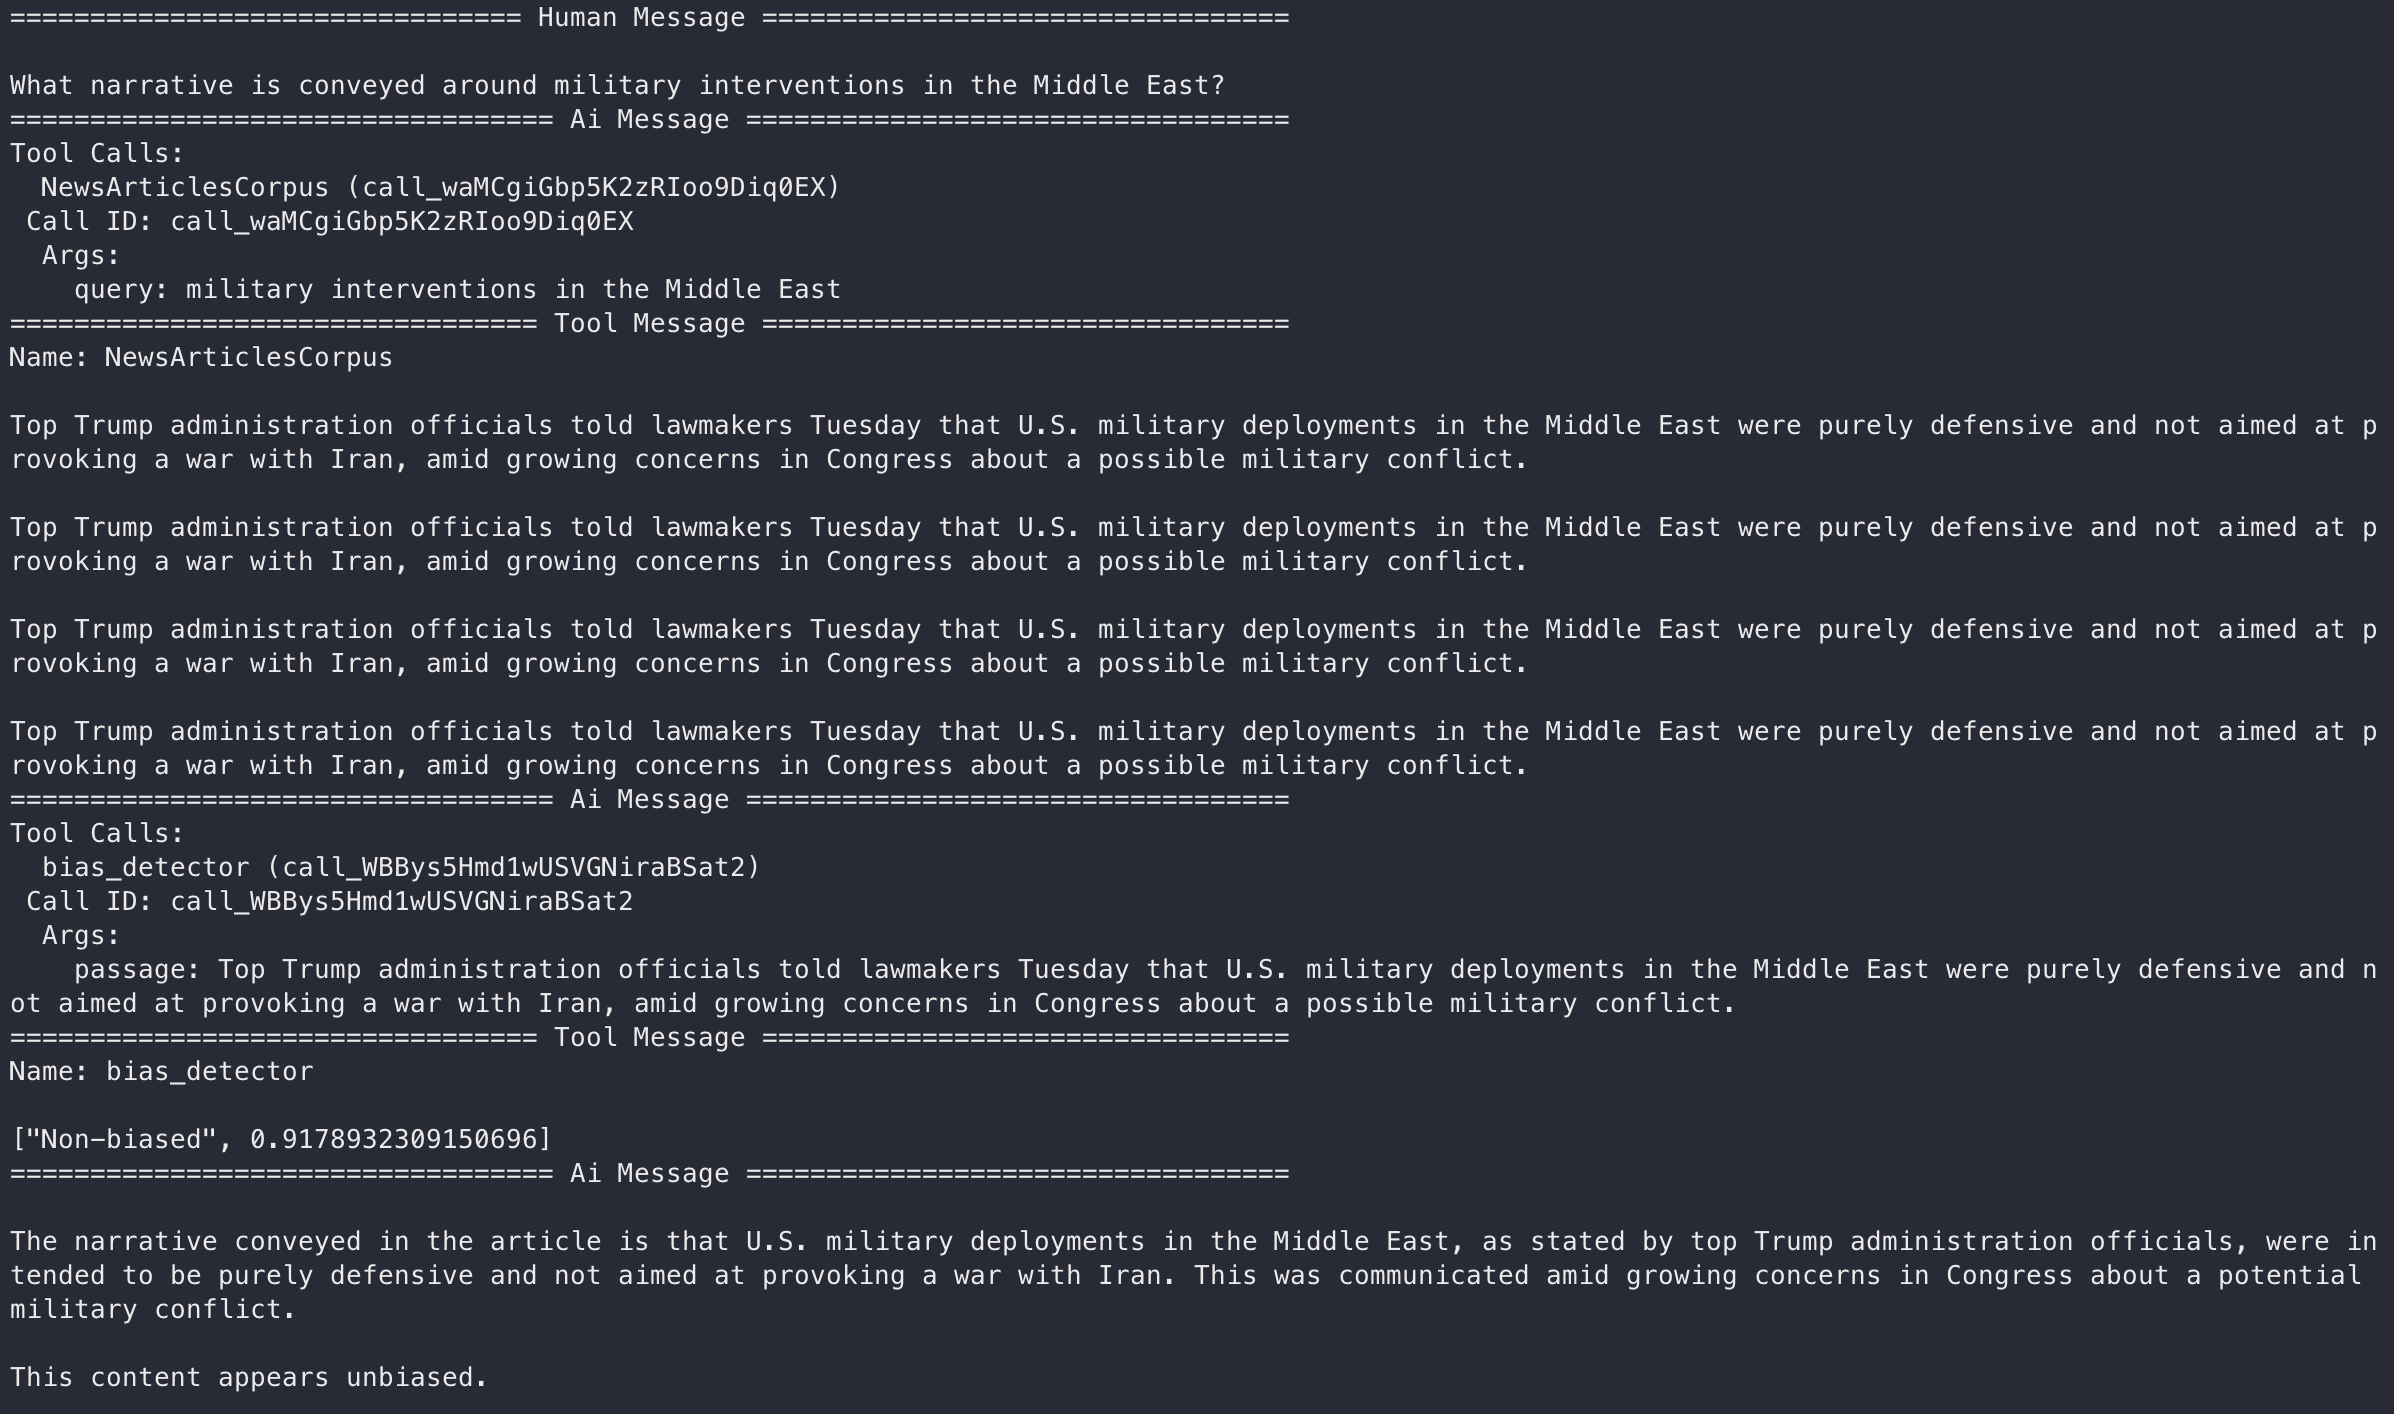 ================================ Human Message =================================
What narrative is conveyed around military interventions in the Middle East?
================================== Ai Message ==================================
Tool Calls:
  NewsArticlesCorpus (call_waMCgiGbp5K2zRIoo9Diq0EX)
 Call ID: call_waMCgiGbp5K2zRIoo9Diq0EX
  Args:
    query: military interventions in the Middle East
================================= Tool Message =================================
Name: NewsArticlesCorpus
Top Trump administration officials told lawmakers Tuesday that U.S. military deployments in the Middle East were purely defensive and not aimed at p
rovoking a war with Iran, amid growing concerns in Congress about a possible military conflict.
Top Trump administration officials told lawmakers Tuesday that U.S. military deployments in the Middle East were purely defensive and not aimed at p
rovoking a war with Iran, amid growing concerns in Congress about a possible military conflict.
Top Trump administration officials told lawmakers Tuesday that U.S. military deployments in the Middle East were purely defensive and not aimed at p
rovoking a war with Iran, amid growing concerns in Congress about a possible military conflict.
Top Trump administration officials told lawmakers Tuesday that U.S. military deployments in the Middle East were purely defensive and not aimed at p
rovoking a war with Iran, amid growing concerns in Congress about a possible military conflict.
================================== Ai Message ==================================
Tool Calls:
  bias_detector (call_WBBys5Hmd1wUSVGNiraBSat2)
 Call ID: call_WBBys5Hmd1wUSVGNiraBSat2
  Args:
    passage: Top Trump administration officials told lawmakers Tuesday that U.S. military deployments in the Middle East were purely defensive and n
ot aimed at provoking a war with Iran, amid growing concerns in Congress about a possible military conflict.
================================= Tool Message =================================
Name: bias_detector
["Non-biased", 0.9178932309150696]
================================== Ai Message ==================================
The narrative conveyed in the article is that U.S. military deployments in the Middle East, as stated by top Trump administration officials, were in
tended to be purely defensive and not aimed at provoking a war with Iran. This was communicated amid growing concerns in Congress about a potential
military conflict.
This content appears unbiased.